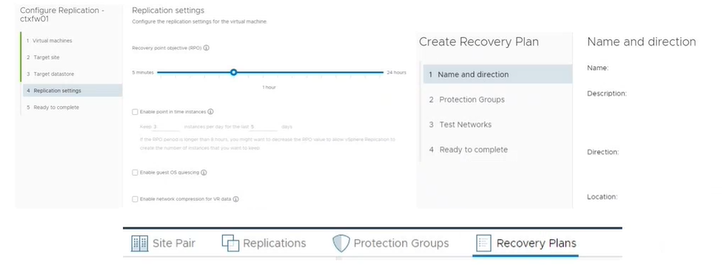 Configure Replication -
ctxfw01
1 Virtual machines
2 Target site
3 Target datastore
4 Replication settings
5 Ready to complete
Replication settings
Configure the replication settings for the virtual machine.
Recovery point objective (RPO)
5 minutes
24 hours
1 hour
Enable point in time instances
Keep 3 instances per day for the last 5 days
If the RPO period is longer than 8 hours, you might want to decrease the RPO value to allow vSphere Replication to
create the number of instances that you want to keep.
Enable guest OS quiescing
Enable network compression for VR data
Create Recovery Plan
1 Name and direction
2 Protection Groups
3 Test Networks
4 Ready to complete
Name and direction
Name:
Description:
Direction:
Location:
Site Pair
Replications
Protection Groups
Recovery Plans